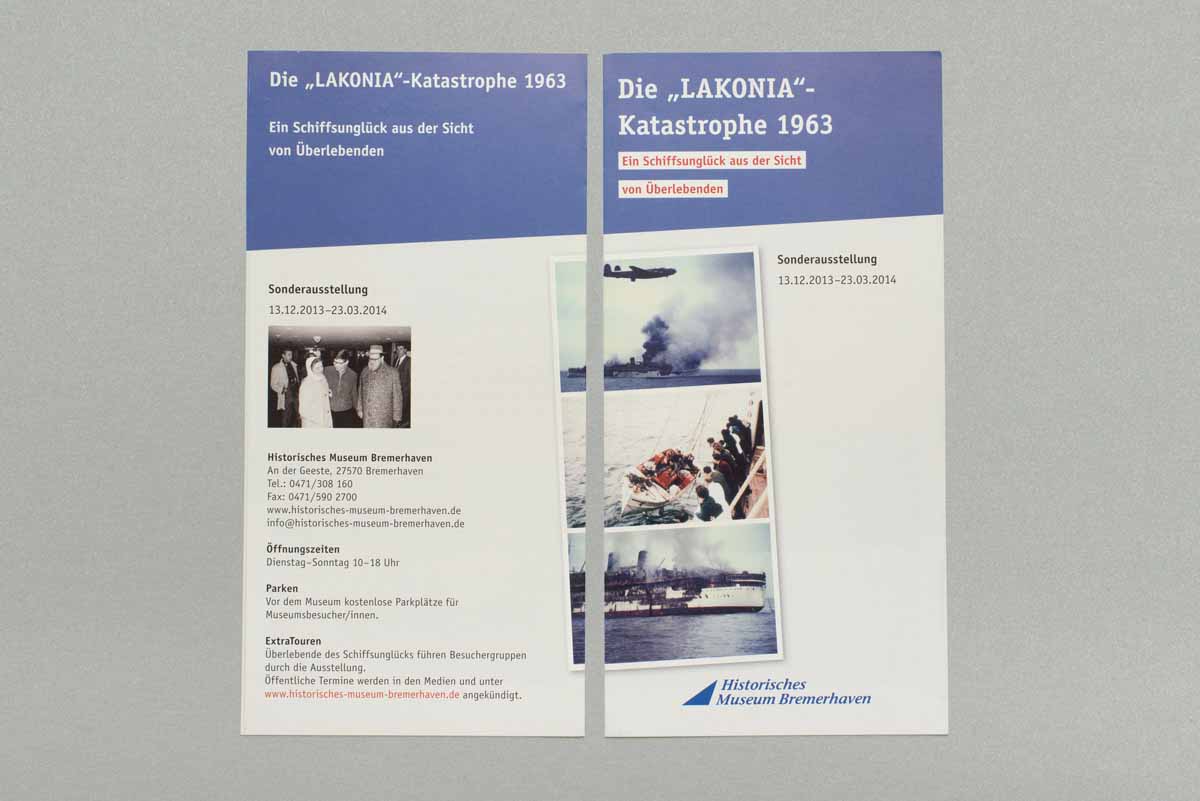 Die „LAKONIA“-Katastrophe 1963
Ein Schiffsunglück aus der Sicht
von Überlebenden
Sonderausstellung
13.12.2013–23.03.2014
Historisches Museum Bremerhaven
An der Geeste, 27570 Bremerhaven
Tel.: 0471/308 160
Fax: 0471/590 2700
www.historisches-museum-bremerhaven.de
info@historisches-museum-bremerhaven.de
Öffnungszeiten
Dienstag–Sonntag 10–18 Uhr
Parken
Vor dem Museum kostenlose Parkplätze für
Museumsbesucher/innen.
ExtraTouren
Überlebende des Schiffsunglücks führen Besuchergruppen
durch die Ausstellung.
Öffentliche Termine werden in den Medien und unter
www.historisches-museum-bremerhaven.de angekündigt.
Die „LAKONIA“-
Katastrophe 1963
Ein Schiffsunglück aus der Sicht
von Überlebenden
Sonderausstellung
13.12.2013–23.03.2014
Historisches
Museum Bremerhaven